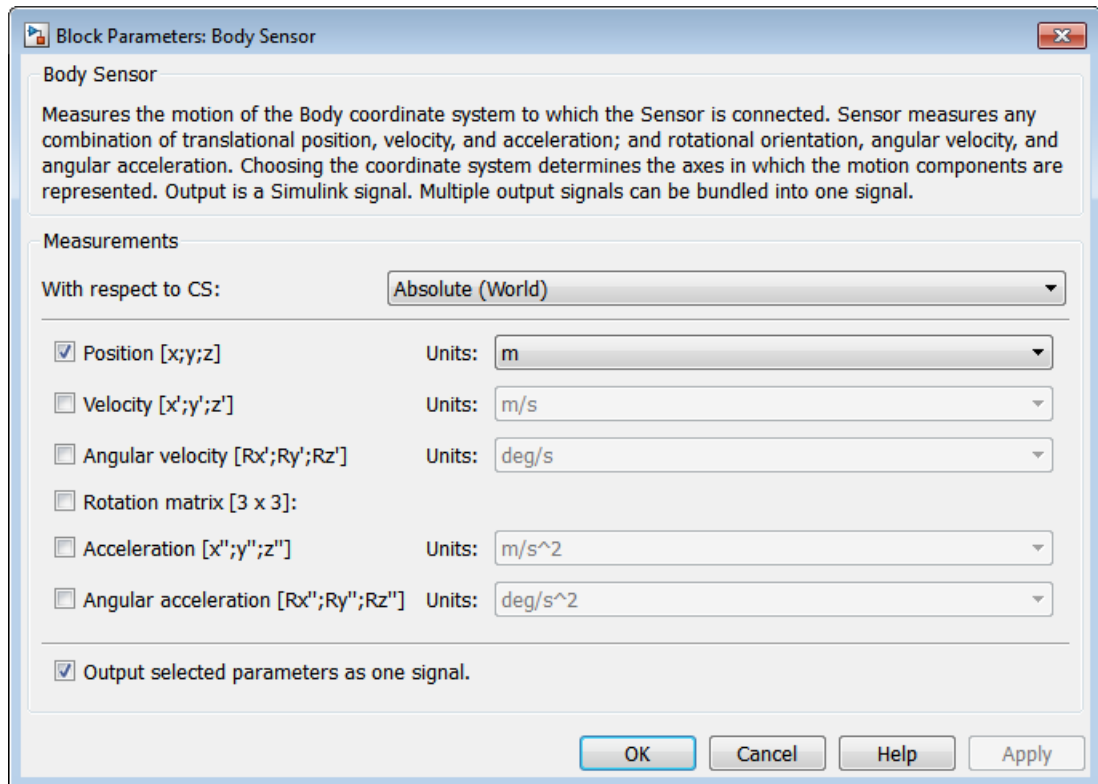 Block Parameters: Body Sensor
Body Sensor
Measures the motion of the Body coordinate system to which the Sensor is connected. Sensor measures any
combination of translational position, velocity, and acceleration; and rotational orientation, angular velocity, and
angular acceleration. Choosing the coordinate system determines the axes in which the motion components are
represented. Output is a Simulink signal. Multiple output signals can be bundled into one signal.
Measurements
With respect to CS: Absolute (World)
Position [x;y;z] Units: m
Velocity [x';y';z'] Units: m/s
Angular velocity [Rx';Ry';Rz'] Units: deg/s
Rotation matrix [3 x 3]:
Acceleration [x'';y'';z''] Units: m/s^2
Angular acceleration [Rx'';Ry'';Rz''] Units: deg/s^2
Output selected parameters as one signal.
OK Cancel Help Apply